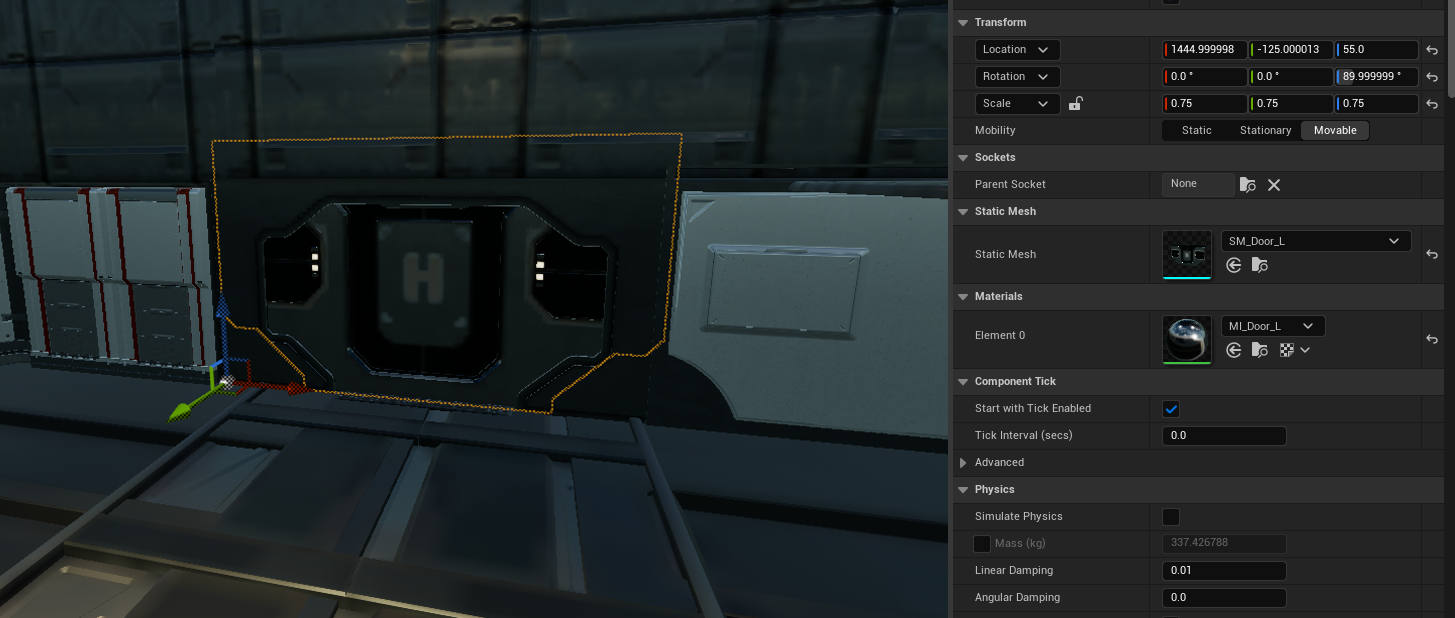 Transform
Location 1444.999998 -125.000013 55.0
Rotation 0.0 ° 0.0 ° 89.999999 °
Scale 0.75 0.75 0.75
Mobility Static Stationary Movable
Sockets
Parent Socket None
Static Mesh
Static Mesh SM_Door_L
Materials
Element 0 MI_Door_L
Component Tick
Start with Tick Enabled
Tick Interval (secs) 0.0
Advanced
Physics
Simulate Physics
Mass (kg) 337.426788
Linear Damping 0.01
Angular Damping 0.0
H